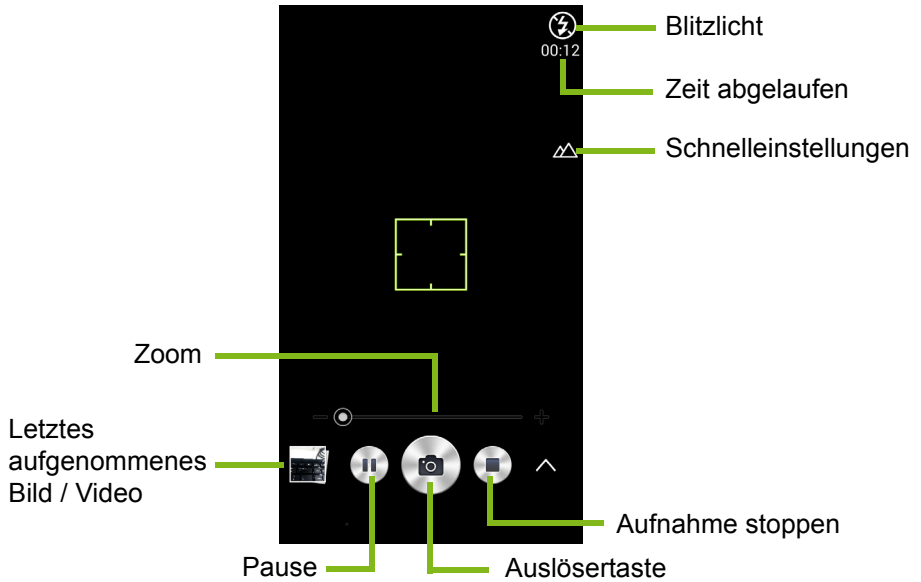 Blitzlicht
00:12
Zeit abgelaufen
Schnelleinstellungen
Zoom
Letztes
aufgenommenes
Bild / Video
Aufnahme stoppen
Pause
Auslösertaste